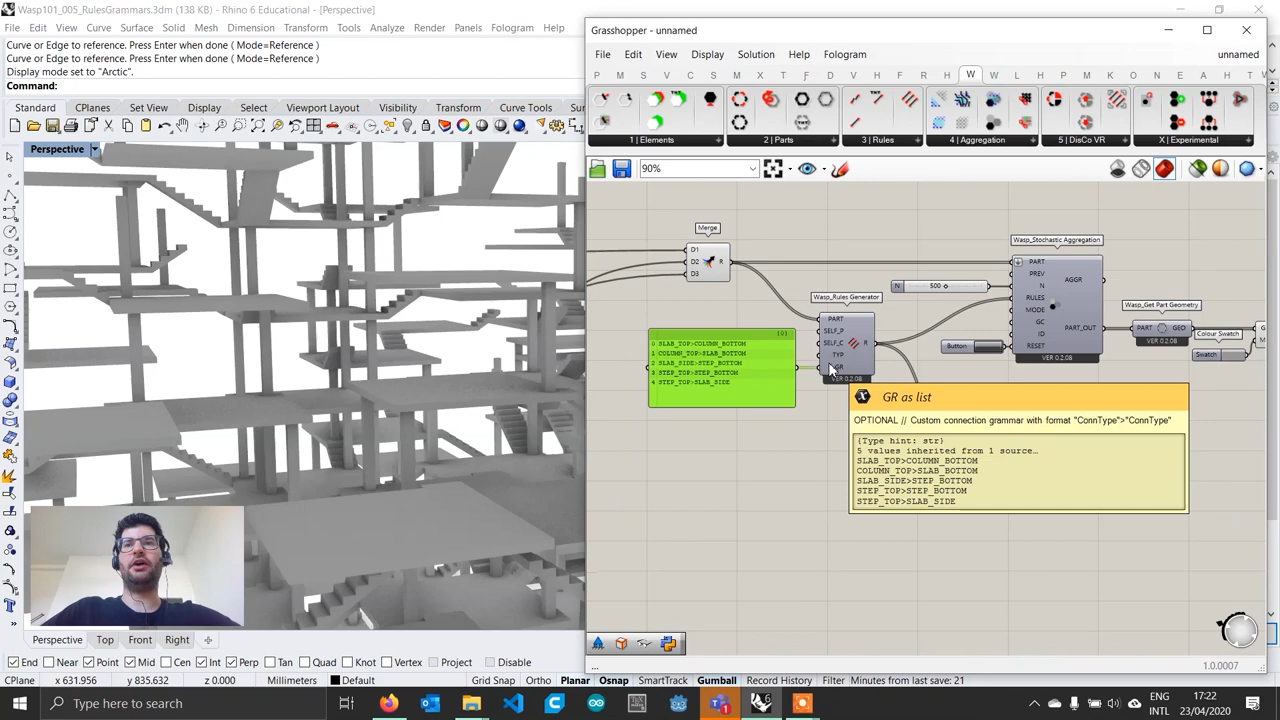 Wasp101_005_RulesGrammars.3dm (138 KB) - Rhino 6 Educational - [Perspective]
File Edit View Curve Surface Solid Mesh Dimension Transform Tools Analyze Panels Fologram Help
Curve or Edge to reference. Press Enter when done ( Mode=Reference )
Curve or Edge to reference. Press Enter when done ( Mode=Reference )
Display mode set to "Arctic".
Command:
Standard CPlanes Set View Display Select Viewport Layout Visibility Transform Curve Tools
Perspective
Grasshopper - unnamed
File Edit View Display Solution Help Fologram unnamed
P M S V C S M X T F D V H F R H W W L H P M C O N E A H T
1 | Elements 2 | Parts 3 | Rules 4 | Aggregation 5 | DisCo VR X | Experimental
90%
Merge
D1
D2 R
D3
Wasp_Rules Generator
PART
SELF_P
SELF_C R
TYP
GR
VER 0.2.08
{0}
0 SLAB_TOP>COLUMN_BOTTOM
1 COLUMN_TOP>SLAB_BOTTOM
2 SLAB_SIDE>STEP_BOTTOM
3 STEP_TOP>STEP_BOTTOM
4 STEP_TOP>SLAB_SIDE
N 500
Button
Wasp_Stochastic Aggregation
PART
PREV AGGR
N
RULES
MODE
GC PART_OUT
ID
RESET
VER 0.2.08
Wasp_Get Part Geometry
PART GEO
VER 0.2.08
Colour Swatch
Swatch
G
M
GR as list
OPTIONAL // Custom connection grammar with format "ConnType">"ConnType"
{Type hint: str}
5 values inherited from 1 source…
SLAB_TOP>COLUMN_BOTTOM
COLUMN_TOP>SLAB_BOTTOM
SLAB_SIDE>STEP_BOTTOM
STEP_TOP>STEP_BOTTOM
STEP_TOP>SLAB_SIDE
...
1.0.0007
Perspective Top Front Right
End Near Point Mid Cen Int Perp Tan Quad Knot Vertex Project Disable
CPlane x 631.956 y 835.632 z 0.000 Millimeters Default Grid Snap Ortho Planar Osnap SmartTrack Gumball Record History Filter Minutes from last save: 21
Type here to search
ENG
INTL
17:22
23/04/2020